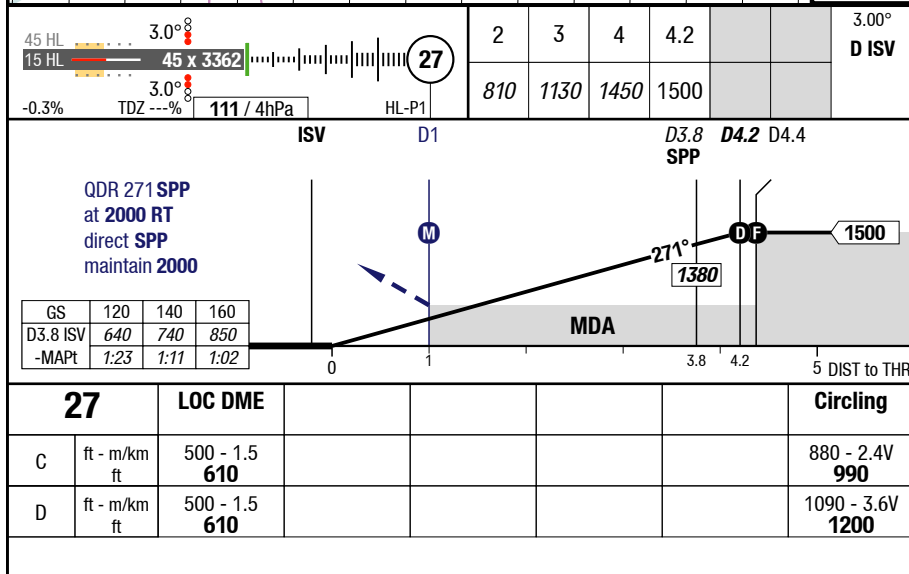 45 HL
15 HL
3.0°
45 x 3362
3.0°
-0.3%
TDZ ---%
111 / 4hPa
HL-P1
27
2 3 4 4.2
810 1130 1450 1500
3.00°
D ISV
ISV D1 D3.8 D4.2 D4.4
SPP
QDR 271 SPP
at 2000 RT
direct SPP
maintain 2000
M
D F
1500
271°
1380
MDA
GS 120 140 160
D3.8 ISV 640 740 850
-MAPt 1:23 1:11 1:02
0 1 3.8 4.2 5 DIST to THR
27 LOC DME Circling
C ft - m/km 500 - 1.5 880 - 2.4V
ft 610 990
D ft - m/km 500 - 1.5 1090 - 3.6V
ft 610 1200